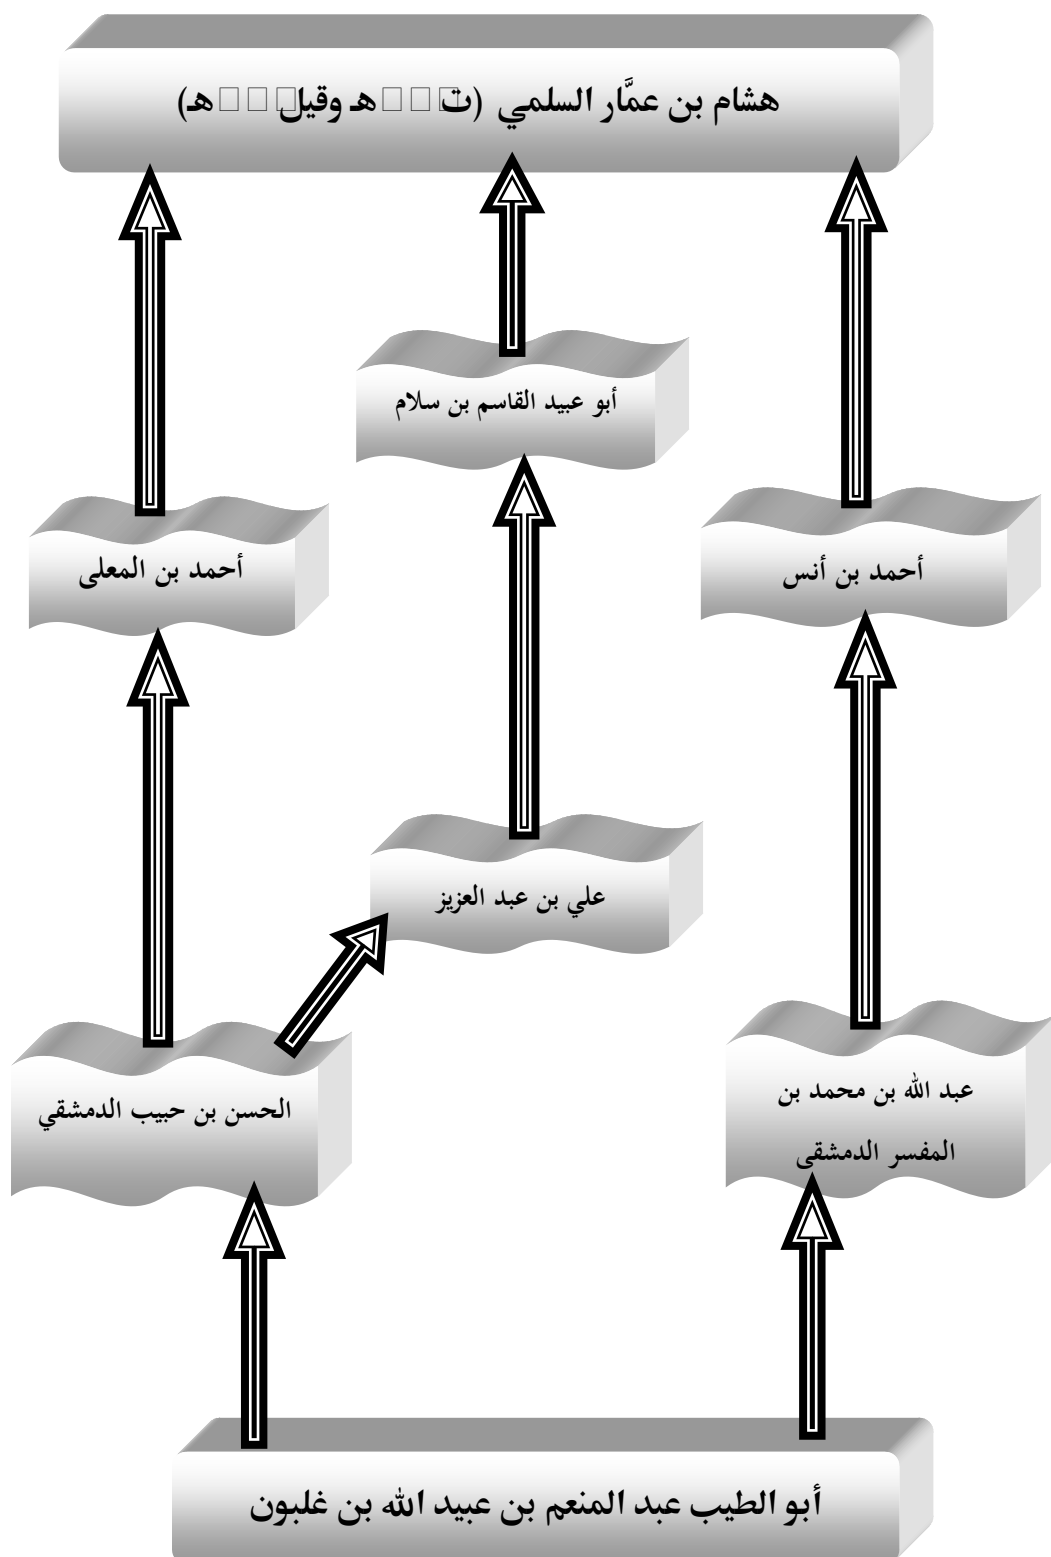 هشام بن عمَّار السلمي (ت□□□هـ وقيل□□□هـ)
أبو عبيد القاسم بن سلام
أحمد بن أنس
أحمد بن المعلى
علي بن عبد العزيز
عبد الله بن محمد بن
المفسر الدمشقى
الحسن بن حبيب الدمشقي
أبو الطيب عبد المنعم بن عبيد الله بن غلبون